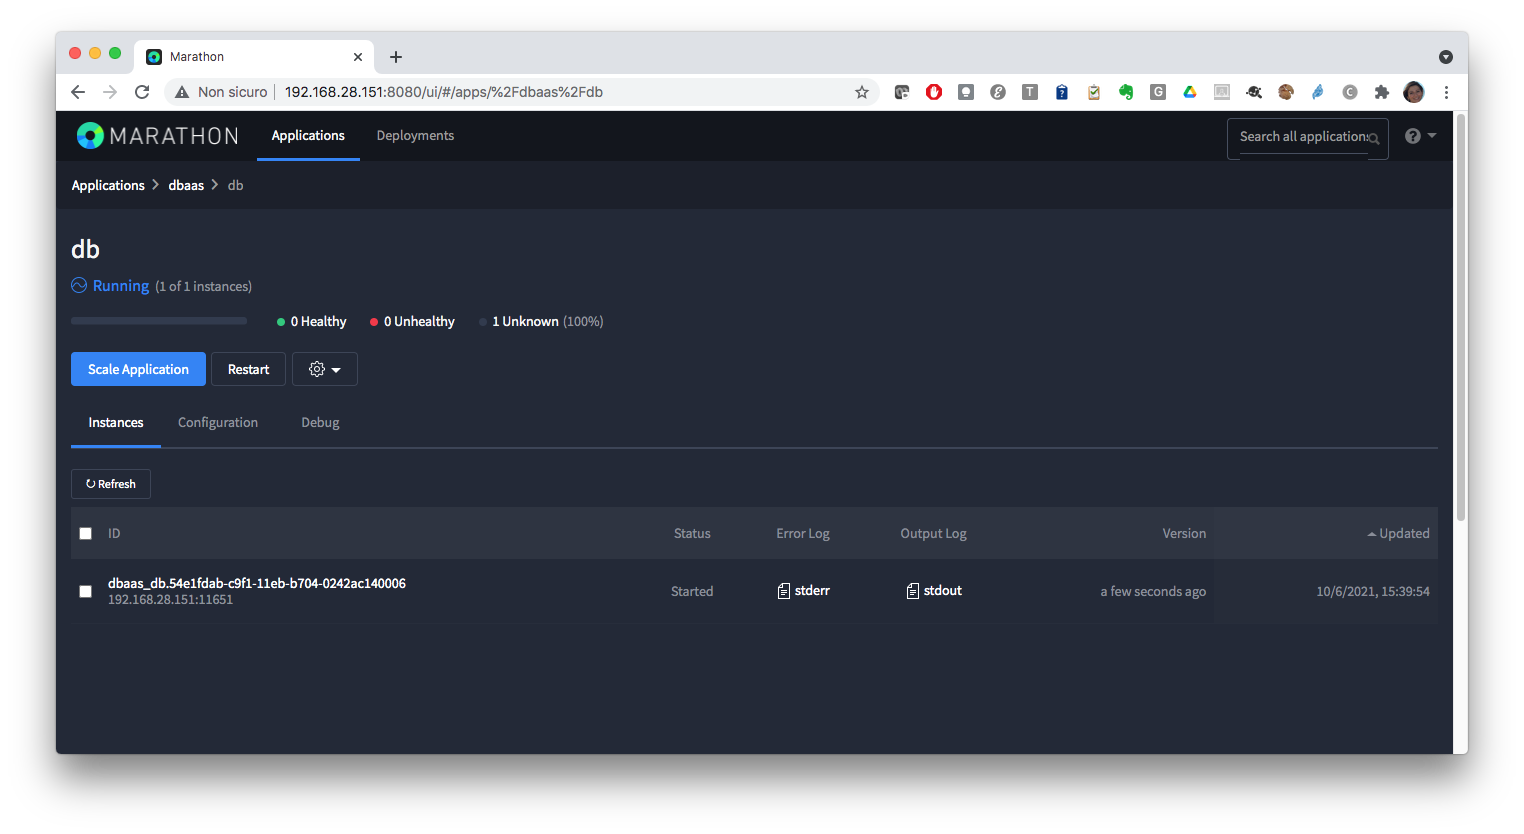 Marathon
Non sicuro 192.168.28.151:8080/ui/#/apps/%2Fdbaas%2Fdb
MARATHON Applications Deployments Search all application
Applications dbaas db
db
Running (1 of 1 instances)
0 Healthy 0 Unhealthy 1 Unknown (100%)
Scale Application Restart
Instances Configuration Debug
Refresh
ID Status Error Log Output Log Version Updated
dbaas_db.54e1fdab-c9f1-11eb-b704-0242ac140006 Started stderr stdout a few seconds ago 10/6/2021, 15:39:54
192.168.28.151:11651